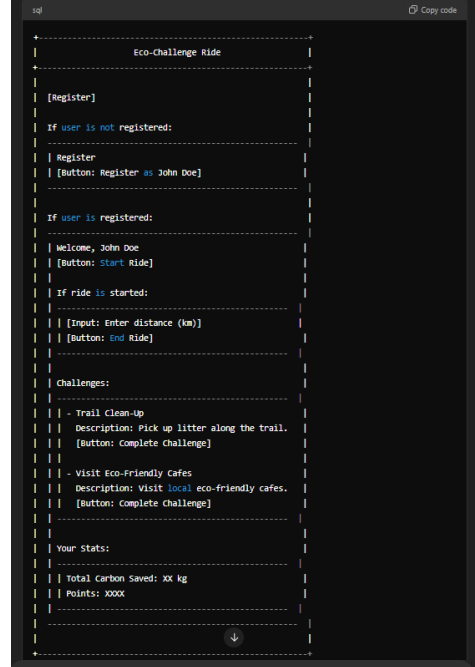 sql
Copy code
Eco-Challenge Ride
[Register]
If user is not registered:
Register
[Button: Register as John Doe]
If user is registered:
Welcome, John Doe
[Button: Start Ride]
If ride is started:
[Input: Enter distance (km)]
[Button: End Ride]
Challenges:
- Trail Clean-Up
Description: Pick up litter along the trail.
[Button: Complete Challenge]
- Visit Eco-Friendly Cafes
Description: Visit local eco-friendly cafes.
[Button: Complete Challenge]
Your Stats:
Total Carbon Saved: XX kg
Points: XXXX